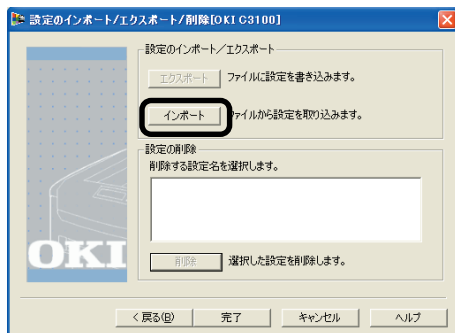 設定のインポート/エクスポート/削除[OKI C3100]
設定のインポート/エクスポート
エクスポート ファイルに設定を書き込みます。
インポート ファイルから設定を取り込みます。
設定の削除
削除する設定名を選択します。
OKI
削除 選択した設定を削除します。
< 戻る(B) 完了 キャンセル ヘルプ